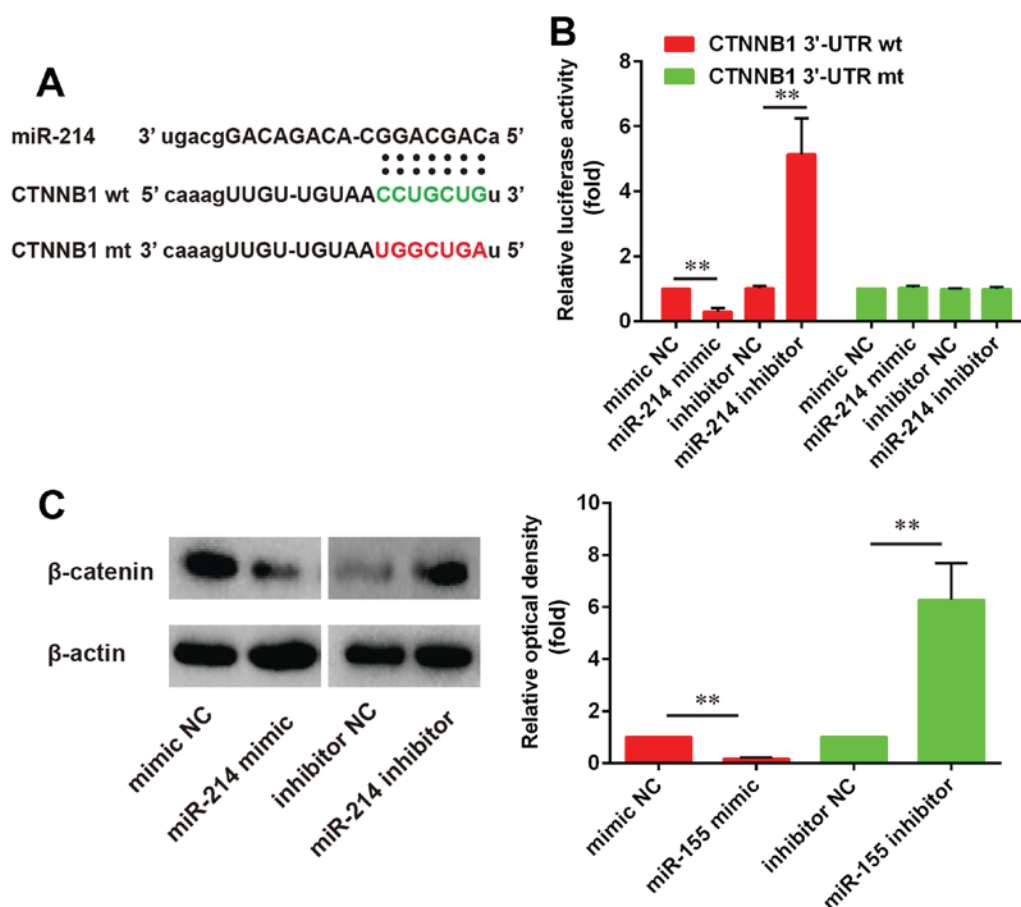 A
miR-214 3’ ugacgGACAGACA-CGGACGACa 5’
CTNNB1 wt 5’ caaagUUGU-UGUAACCUGCUGu 3’
CTNNB1 mt 3’ caaagUUGU-UGUAAUGGCUGAu 5’
B
CTNNB1 3'-UTR wt
CTNNB1 3'-UTR mt
Relative luciferase activity
(fold)
8
6
4
2
0
**
**
mimic NC
miR-214 mimic
inhibitor NC
miR-214 inhibitor
mimic NC
miR-214 mimic
inhibitor NC
miR-214 inhibitor
C
β-catenin
β-actin
mimic NC
miR-214 mimic
inhibitor NC
miR-214 inhibitor
Relative optical density
(fold)
10
8
6
4
2
0
**
**
mimic NC
miR-155 mimic
inhibitor NC
miR-155 inhibitor